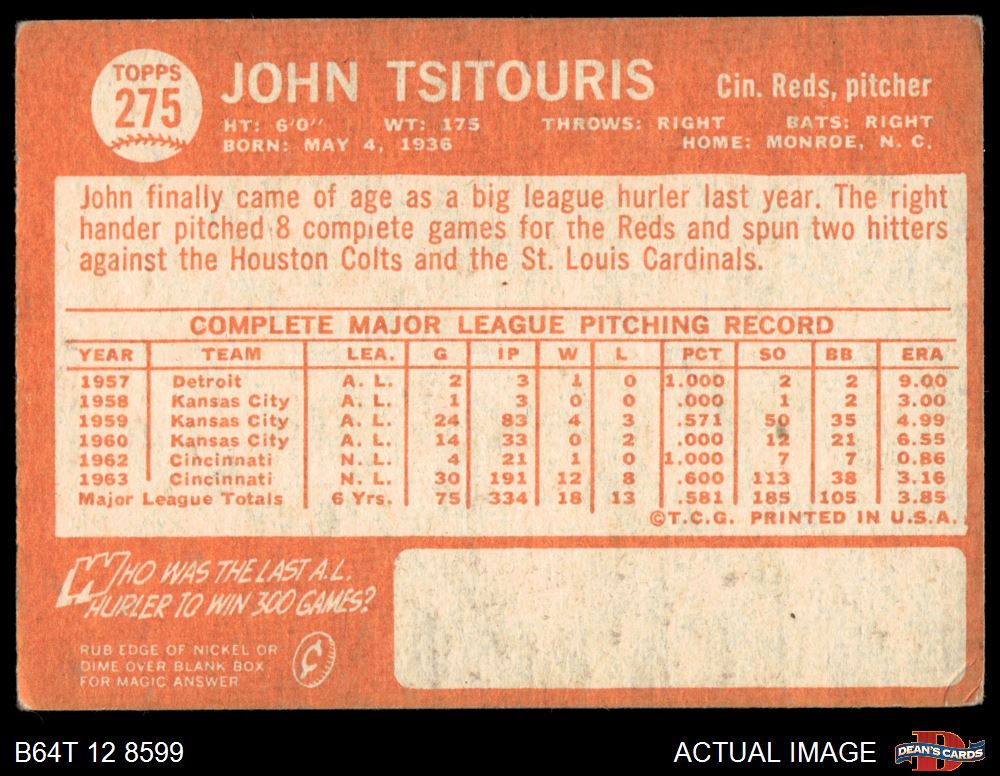 TOPPS
275
JOHN TSITOURIS
Cin. Reds, pitcher
HT: 6'0" WT: 175 THROWS: RIGHT BATS: RIGHT
BORN: MAY 4, 1936 HOME: MONROE, N. C.
John finally came of age as a big league hurler last year. The right
hander pitched 8 complete games for the Reds and spun two hitters
against the Houston Colts and the St. Louis Cardinals.
COMPLETE MAJOR LEAGUE PITCHING RECORD
YEAR TEAM LEA. G IP W L PCT SO BB ERA
1957 Detroit A. L. 2 3 1 0 1.000 2 2 9.00
1958 Kansas City A. L. 1 3 0 0 .000 1 2 3.00
1959 Kansas City A. L. 24 83 4 3 .571 50 35 4.99
1960 Kansas City A. L. 14 33 0 2 .000 12 21 6.55
1962 Cincinnati N. L. 4 21 1 0 1.000 7 7 0.86
1963 Cincinnati N. L. 30 191 12 8 .600 113 38 3.16
Major League Totals 6 Yrs. 75 334 18 13 .581 185 105 3.85
©T.C.G. PRINTED IN U.S.A.
WHO WAS THE LAST A.L.
HURLER TO WIN 300 GAMES?
RUB EDGE OF NICKEL OR
DIME OVER BLANK BOX
FOR MAGIC ANSWER
¢
B64T 12 8599
ACTUAL IMAGE
D
DEAN'S CARDS